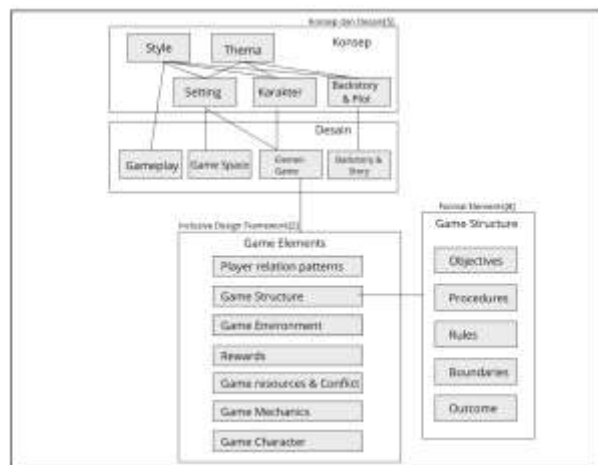 Konsep dan Desain[5]
Konsep
Style
Thema
Setting
Karakter
Backstory
& Plot
Desain
Gameplay
Game Space
Elemen
Game
Backstory &
Story
Inclusive Design Framework[2]
Game Elements
Player relation patterns
Game Structure
Game Environment
Rewards
Game resources & Conflict
Game Mechanics
Game Character
Formal Elements[8]
Game Structure
Objectives
Procedures
Rules
Boundaries
Outcome